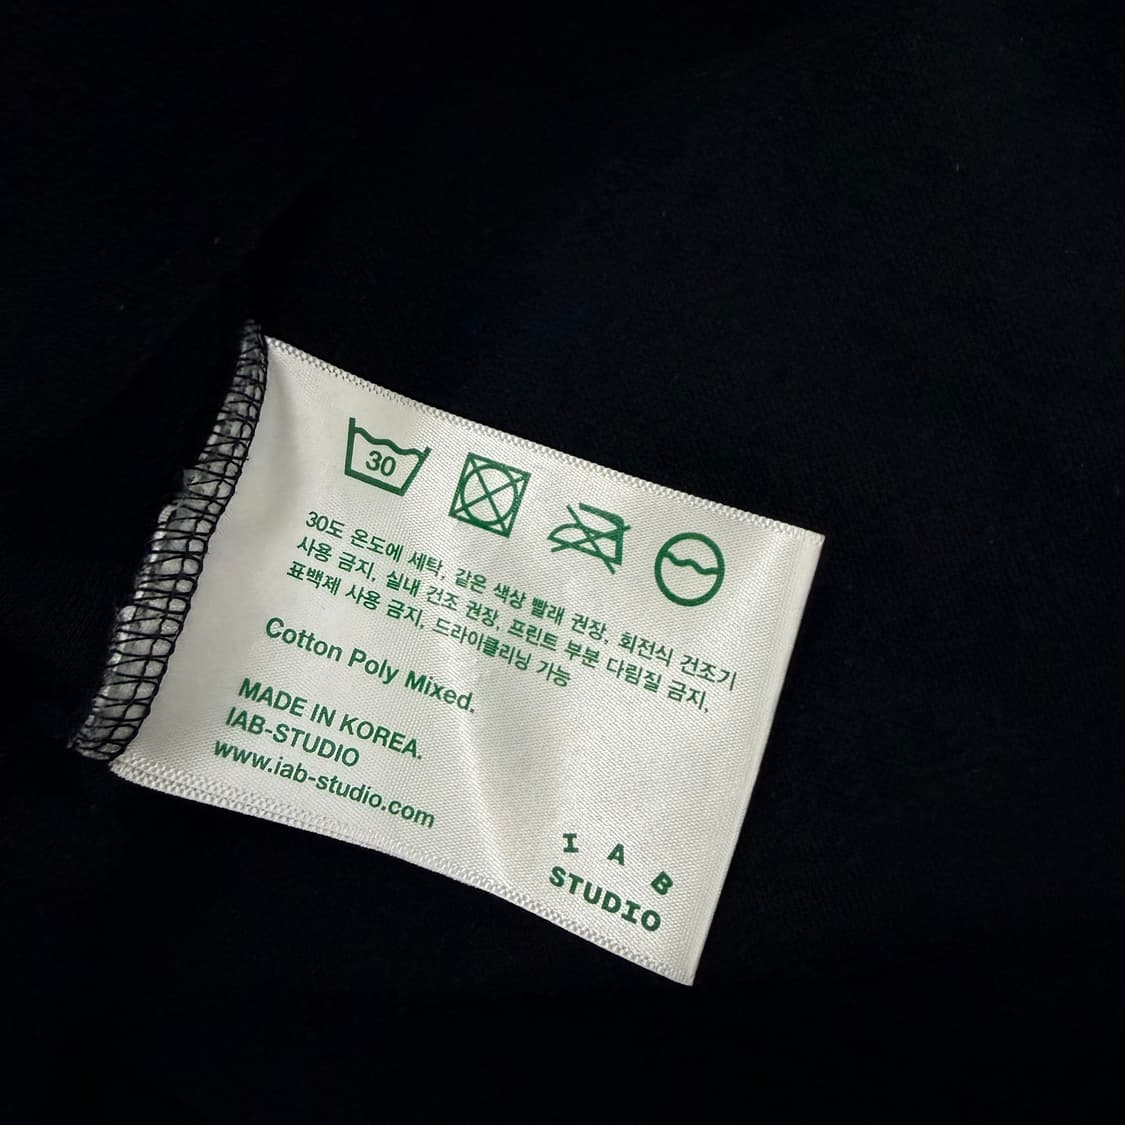 30
30도 온도에 세탁, 같은 색상 빨래 권장, 회전식 건조기
사용 금지, 실내 건조 권장, 프린트 부분 다림질 금지,
표백제 사용 금지, 드라이클리닝 가능
Cotton Poly Mixed.
MADE IN KOREA.
IAB-STUDIO
www.iab-studio.com
I A B
STUDIO